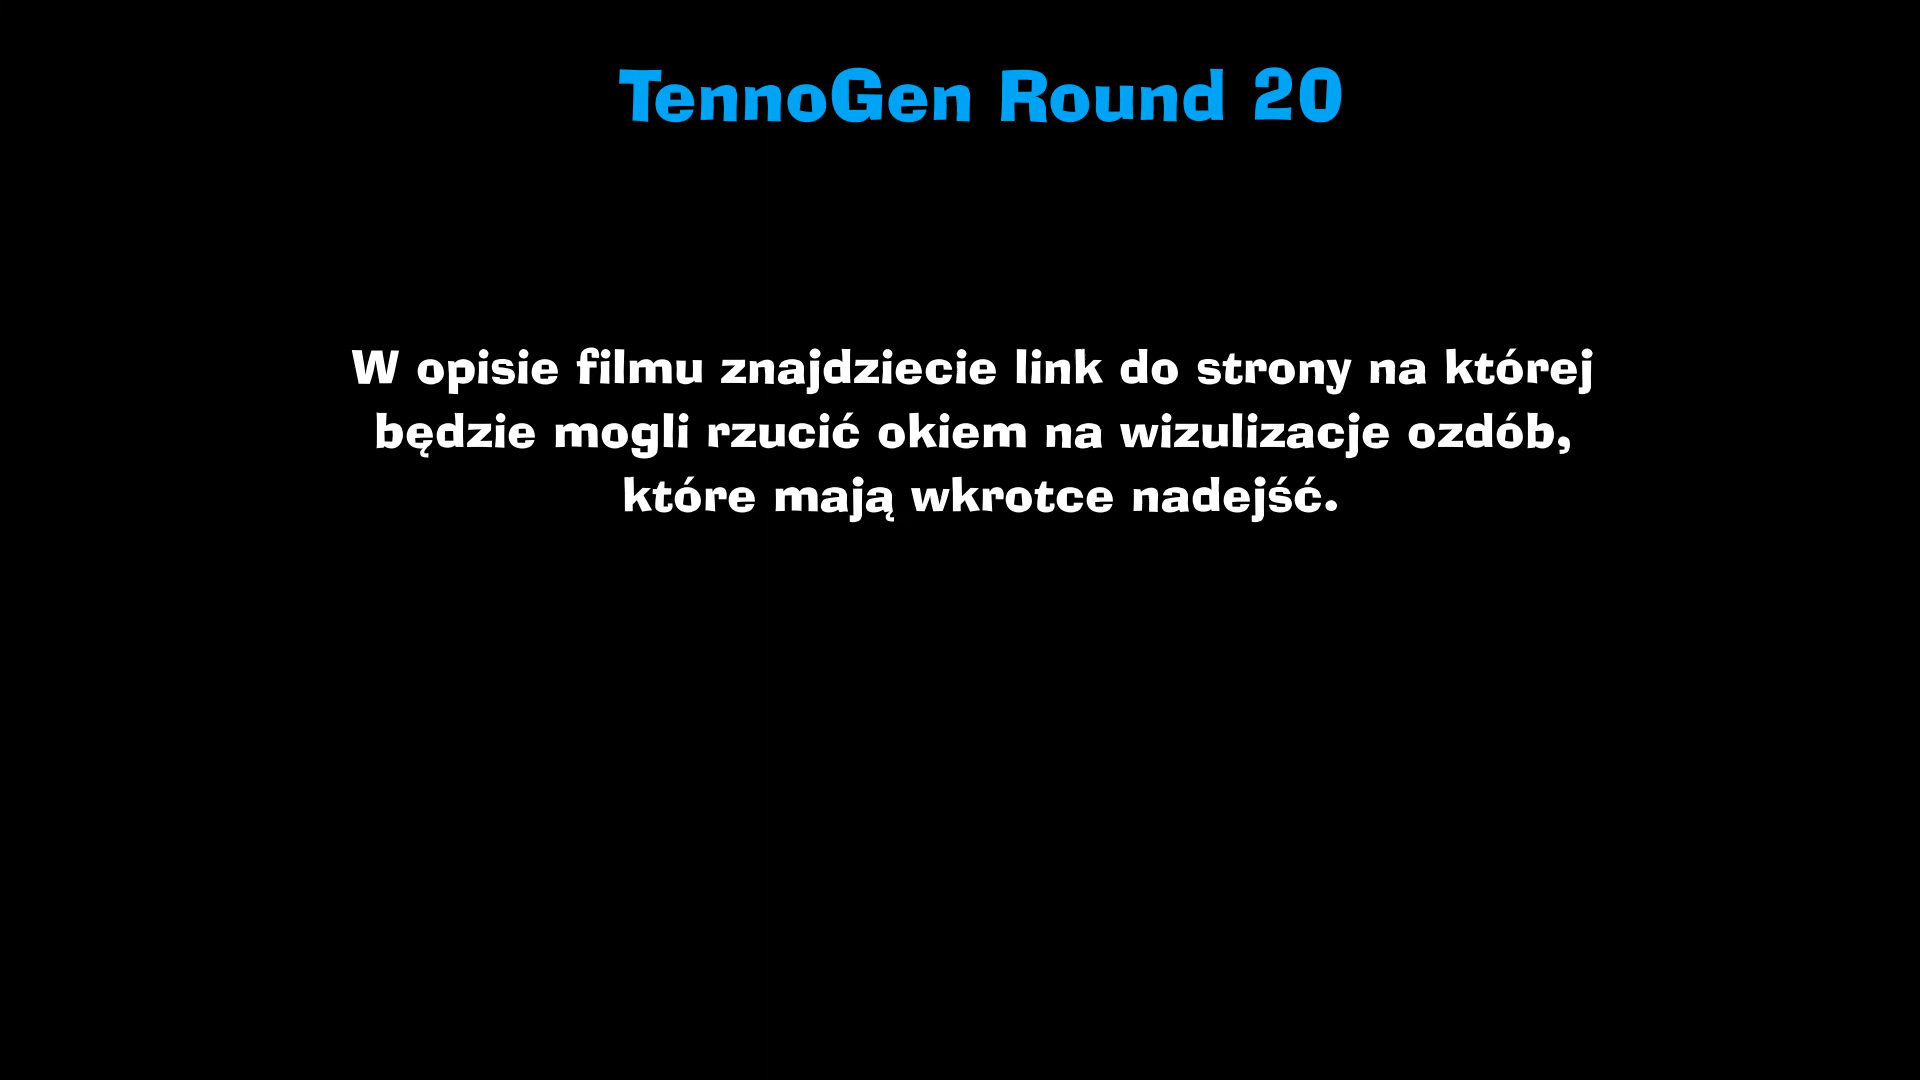 TennoGen Round 20
W opisie filmu znajdziecie link do strony na której
będzie mogli rzucić okiem na wizulizacje ozdób,
które mają wkrotce nadejść.